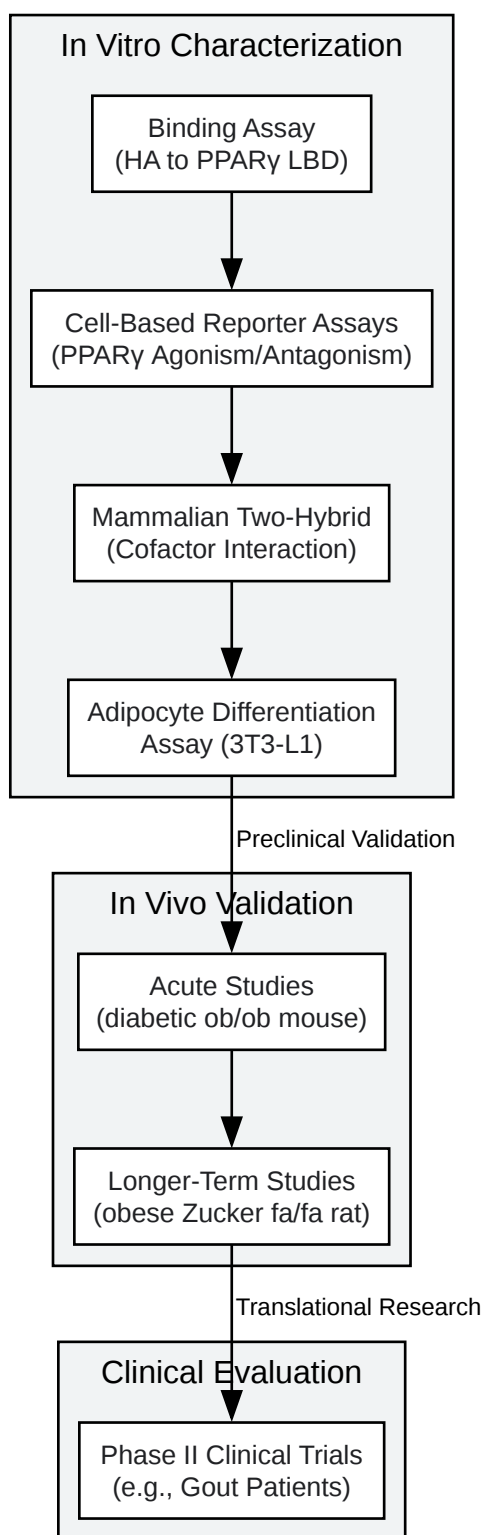 In Vitro Characterization
Binding Assay
(HA to PPARγ LBD)
Cell-Based Reporter Assays
(PPARγ Agonism/Antagonism)
Mammalian Two-Hybrid
(Cofactor Interaction)
Adipocyte Differentiation
Assay (3T3-L1)
Preclinical Validation
In Vivo Validation
Acute Studies
(diabetic ob/ob mouse)
Longer-Term Studies
(obese Zucker fa/fa rat)
Translational Research
Clinical Evaluation
Phase II Clinical Trials
(e.g., Gout Patients)